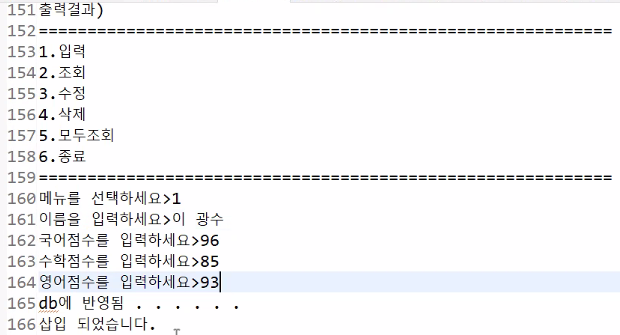 151 출력결과)
152 ===========================================================
153 1.입력
154 2.조회
155 3.수정
156 4.삭제
157 5.모두조회
158 6.종료
159 ===========================================================
160 메뉴를 선택하세요>1
161 이름을 입력하세요>이 광수
162 국어점수를 입력하세요>96
163 수학점수를 입력하세요>85
164 영어점수를 입력하세요>93
165 db에 반영됨 . . . . . .
166 삽입 되었습니다.